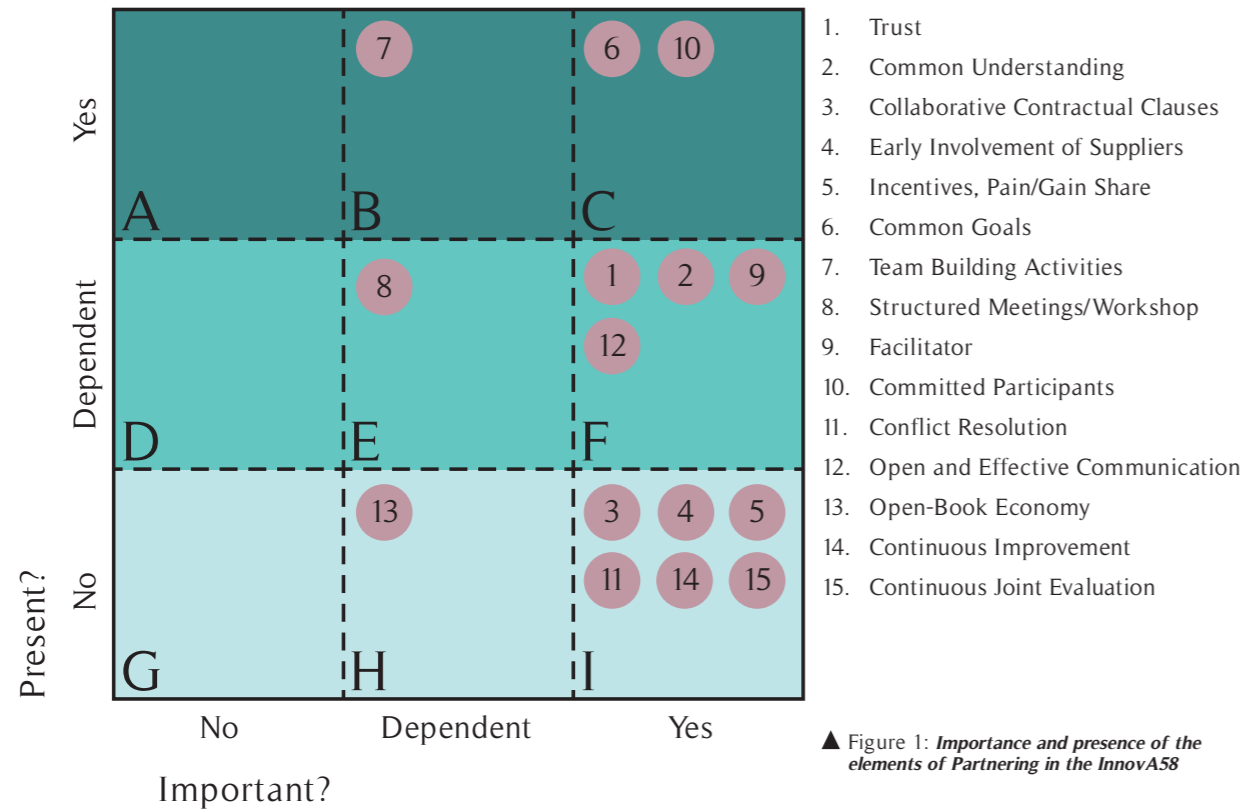 Yes
7
6 10
A B C
Dependent
8
1 2 9
12
D E F
Present?
No
13
3 4 5
11 14 15
G H I
No Dependent Yes
Important?
1. Trust
2. Common Understanding
3. Collaborative Contractual Clauses
4. Early Involvement of Suppliers
5. Incentives, Pain/Gain Share
6. Common Goals
7. Team Building Activities
8. Structured Meetings/Workshop
9. Facilitator
10. Committed Participants
11. Conflict Resolution
12. Open and Effective Communication
13. Open-Book Economy
14. Continuous Improvement
15. Continuous Joint Evaluation
▲ Figure 1: Importance and presence of the
elements of Partnering in the InnovA58